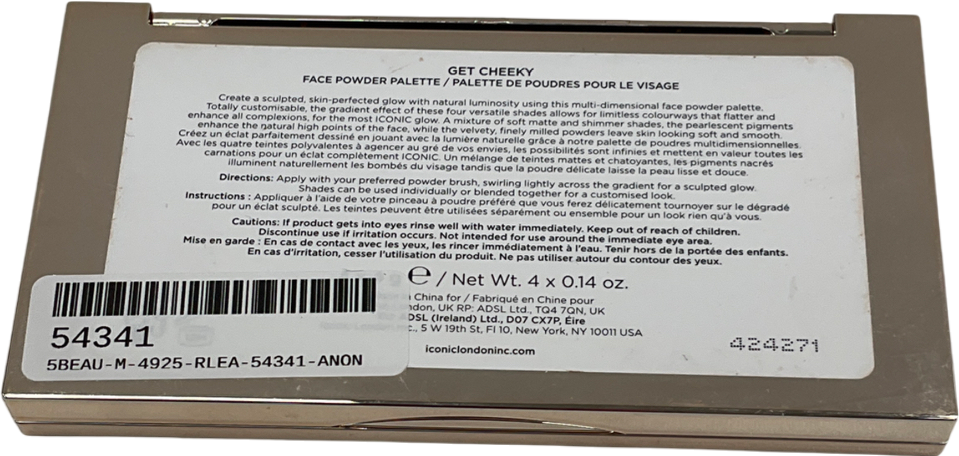 GET CHEEKY
FACE POWDER PALETTE / PALETTE DE POUDRES POUR LE VISAGE
Create a sculpted, skin-perfected glow with natural luminosity using this multi-dimensional face powder palette.
Totally customisable, the gradient effect of these four versatile shades allows for limitless colourways that flatter and
enhance all complexions, for the most ICONIC glow. A mixture of soft matte and shimmer shades, the pearlescent pigments
enhance the natural high points of the face, while the velvety, finely milled powders leave skin looking soft and smooth.
Créez un éclat parfaitement dessiné en jouant avec la lumière naturelle grâce à notre palette de poudres multidimensionnelles.
Avec les quatre teintes polyvalentes à agencer au gré de vos envies, les possibilités sont infinies et mettent en valeur toutes les
carnations pour un éclat complètement ICONIC. Un mélange de teintes mattes et chatoyantes, les pigments nacrés
illuminent naturellement les bombés du visage tandis que la poudre délicate laisse la peau lisse et douce.
Directions: Apply with your preferred powder brush, swirling lightly across the gradient for a sculpted glow.
Shades can be used individually or blended together for a customised look.
Instructions : Appliquer à l'aide de votre pinceau à poudre préféré que vous ferez délicatement tournoyer sur le dégradé
pour un éclat sculpté. Les teintes peuvent être utilisées séparément ou ensemble pour un look rien qu'à vous.
Cautions: If product gets into eyes rinse well with water immediately. Keep out of reach of children.
Discontinue use if irritation occurs. Not intended for use around the immediate eye area.
Mise en garde : En cas de contact avec les yeux, les rincer immédiatement à l'eau. Tenir hors de la portée des enfants.
En cas d'irritation, cesser l'utilisation du produit. Ne pas utiliser autour du contour des yeux.
℮ / Net Wt. 4 x 0.14 oz.
China for / Fabriqué en Chine pour
don, UK RP: ADSL Ltd., TQ4 7QN, UK
DSL (Ireland) Ltd., D07 CX7P, Éire
c., 5 W 19th St, Fl 10, New York, NY 10011 USA
iconiclondoninc.com
424271
54341
5BEAU-M-4925-RLEA-54341-ANON